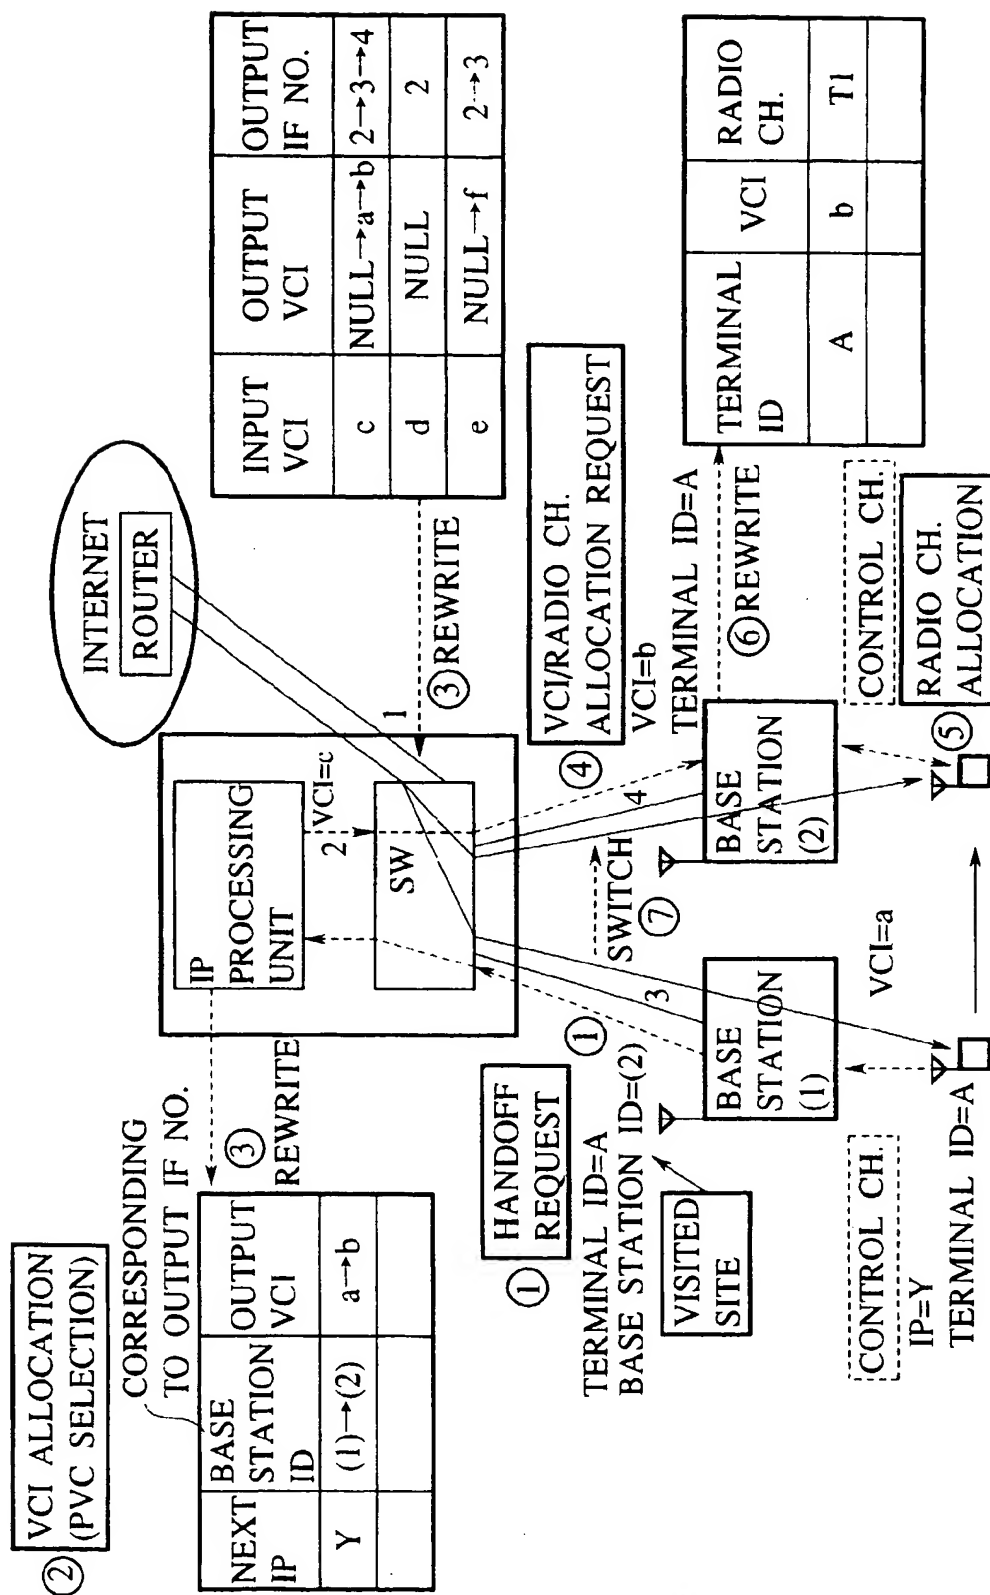 ② VCI ALLOCATION
(PVC SELECTION)
CORRESPONDING
TO OUTPUT IF NO.
NEXT IP	BASE STATION ID	OUTPUT VCI
Y	(1)→(2)	a→b
③
REWRITE
IP
PROCESSING
UNIT
2
VCI=c
SW
1
INTERNET
ROUTER
③ REWRITE
INPUT VCI	OUTPUT VCI	OUTPUT IF NO.
c	NULL→a→b	2→3→4
d	NULL	2
e	NULL→f	2→3
① HANDOFF
REQUEST
TERMINAL ID=A
BASE STATION ID=(2)
①
VISITED
SITE
3
SWITCH
⑦
4
④ VCI/RADIO CH.
ALLOCATION REQUEST
VCI=b
TERMINAL ID=A
⑥ REWRITE
TERMINAL ID	VCI	RADIO CH.
A	b	T1
BASE
STATION
(1)
BASE
STATION
(2)
CONTROL CH.
IP=Y
TERMINAL ID=A
VCI=a
CONTROL CH.
⑤ RADIO CH.
ALLOCATION